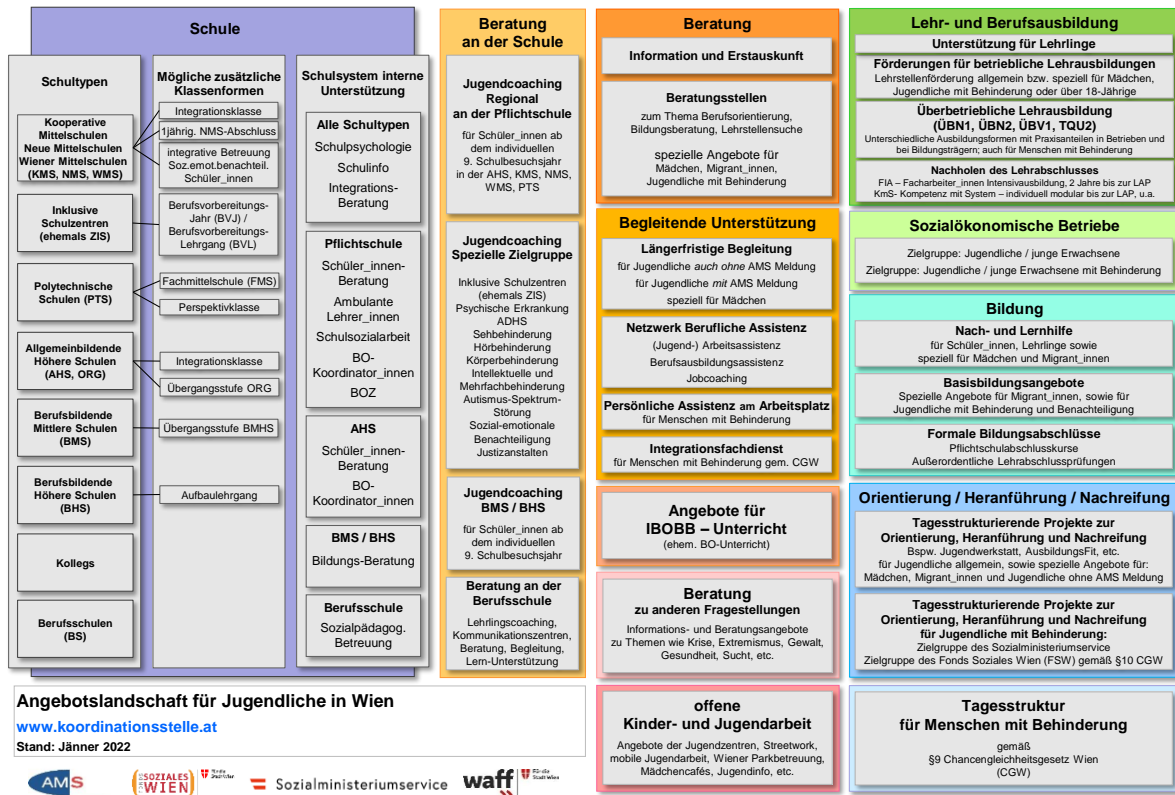 Schule
Schultypen
Kooperative
Mittelschulen
Neue Mittelschulen
Wiener Mittelschulen
(KMS, NMS, WMS)
Inklusive
Schulzentren
(ehemals ZIS)
Polytechnische
Schulen (PTS)
Allgemeinbildende
Höhere Schulen
(AHS, ORG)
Berufsbildende
Mittlere Schulen
(BMS)
Berufsbildende
Höhere Schulen
(BHS)
Kollegs
Berufsschulen
(BS)
Mögliche zusätzliche
Klassenformen
Integrationsklasse
1jährig. NMS-Abschluss
integrative Betreuung
Soz.emot.benachteil.
Schüler_innen
Berufsvorbereitungs-
Jahr (BVJ) /
Berufsvorbereitungs-
Lehrgang (BVL)
Fachmittelschule (FMS)
Perspektivklasse
Integrationsklasse
Übergangsstufe ORG
Übergangsstufe BMHS
Aufbaulehrgang
Schulsystem interne
Unterstützung
Alle Schultypen
Schulpsychologie
Schulinfo
Integrations-
Beratung
Pflichtschule
Schüler_innen-
Beratung
Ambulante
Lehrer_innen
Schulsozialarbeit
BO-
Koordinator_innen
BOZ
AHS
Schüler_innen-
Beratung
BO-
Koordinator_innen
BMS / BHS
Bildungs-Beratung
Berufsschule
Sozialpädagog.
Betreuung
Beratung
an der Schule
Jugendcoaching
Regional
an der Pflichtschule
für Schüler_innen ab
dem individuellen
9. Schulbesuchsjahr
in der AHS, KMS, NMS,
WMS, PTS
Jugendcoaching
Spezielle Zielgruppe
Inklusive Schulzentren
(ehemals ZIS)
Psychische Erkrankung
ADHS
Sehbehinderung
Hörbehinderung
Körperbehinderung
Intellektuelle und
Mehrfachbehinderung
Autismus-Spektrum-
Störung
Sozial-emotionale
Benachteiligung
Justizanstalten
Jugendcoaching
BMS / BHS
für Schüler_innen ab
dem individuellen
9. Schulbesuchsjahr
Beratung an der
Berufsschule
Lehrlingscoaching,
Kommunikationszentren,
Beratung, Begleitung,
Lern-Unterstützung
Beratung
Information und Erstauskunft
Beratungsstellen
zum Thema Berufsorientierung,
Bildungsberatung, Lehrstellensuche
spezielle Angebote für
Mädchen, Migrant_innen,
Jugendliche mit Behinderung
Begleitende Unterstützung
Längerfristige Begleitung
für Jugendliche auch ohne AMS Meldung
für Jugendliche mit AMS Meldung
speziell für Mädchen
Netzwerk Berufliche Assistenz
(Jugend-) Arbeitsassistenz
Berufsausbildungsassistenz
Jobcoaching
Persönliche Assistenz am Arbeitsplatz
für Menschen mit Behinderung
Integrationsfachdienst
für Menschen mit Behinderung gem. CGW
Angebote für
IBOBB – Unterricht
(ehem. BO-Unterricht)
Beratung
zu anderen Fragestellungen
Informations- und Beratungsangebote
zu Themen wie Krise, Extremismus, Gewalt,
Gesundheit, Sucht, etc.
offene
Kinder- und Jugendarbeit
Angebote der Jugendzentren, Streetwork,
mobile Jugendarbeit, Wiener Parkbetreuung,
Mädchencafés, Jugendinfo, etc.
Lehr- und Berufsausbildung
Unterstützung für Lehrlinge
Förderungen für betriebliche Lehrausbildungen
Lehrstellenförderung allgemein bzw. speziell für Mädchen,
Jugendliche mit Behinderung oder über 18-Jährige
Überbetriebliche Lehrausbildung
(ÜBN1, ÜBN2, ÜBV1, TQU2)
Unterschiedliche Ausbildungsformen mit Praxisanteilen in Betrieben und
bei Bildungsträgern; auch für Menschen mit Behinderung
Nachholen des Lehrabschlusses
FIA – Facharbeiter_innen Intensivausbildung, 2 Jahre bis zur LAP
KmS- Kompetenz mit System – individuell modular bis zur LAP, u.a.
Sozialökonomische Betriebe
Zielgruppe: Jugendliche / junge Erwachsene
Zielgruppe: Jugendliche / junge Erwachsene mit Behinderung
Bildung
Nach- und Lernhilfe
für Schüler_innen, Lehrlinge sowie
speziell für Mädchen und Migrant_innen
Basisbildungsangebote
Spezielle Angebote für Migrant_innen, sowie für
Jugendliche mit Behinderung und Benachteiligung
Formale Bildungsabschlüsse
Pflichtschulabschlusskurse
Außerordentliche Lehrabschlussprüfungen
Orientierung / Heranführung / Nachreifung
Tagesstrukturierende Projekte zur
Orientierung, Heranführung und Nachreifung
Bspw. Jugendwerkstatt, AusbildungsFit, etc.
für Jugendliche allgemein, sowie spezielle Angebote für:
Mädchen, Migrant_innen und Jugendliche ohne AMS Meldung
Tagesstrukturierende Projekte zur
Orientierung, Heranführung und Nachreifung
für Jugendliche mit Behinderung:
Zielgruppe des Sozialministeriumservice
Zielgruppe des Fonds Soziales Wien (FSW) gemäß §10 CGW
Tagesstruktur
für Menschen mit Behinderung
gemäß
§9 Chancengleichheitsgesetz Wien
(CGW)
Angebotslandschaft für Jugendliche in Wien
www.koordinationsstelle.at
Stand: Jänner 2022
AMS
FONDS
SOZIALES
WIEN
Für die
Stadt Wien
Sozialministeriumservice
waff
Für die
Stadt Wien